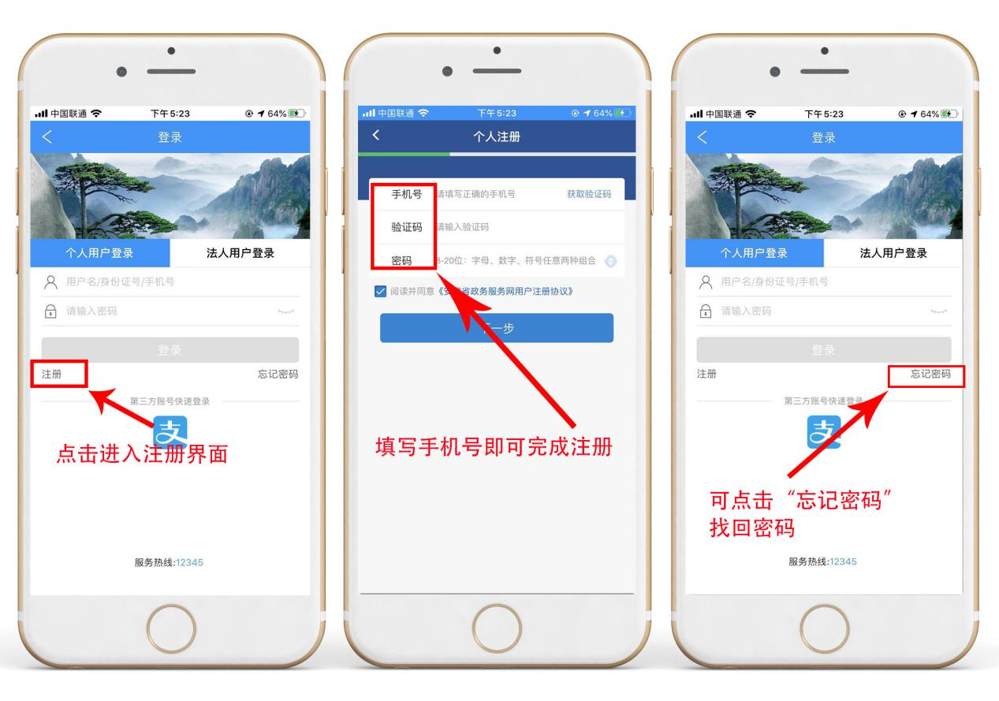 中国联通
下午5:23
64%
登录
个人用户登录
法人用户登录
用户名/身份证号/手机号
请输入密码
登录
注册
忘记密码
第三方账号快速登录
支
点击进入注册界面
服务热线:12345
中国联通
下午5:23
64%
个人注册
手机号
请填写正确的手机号
获取验证码
验证码
请输入验证码
密码
8-20位:字母、数字、符号任意两种组合
阅读并同意《安 省政务服务网用户注册协议》
一步
填写手机号即可完成注册
中国联通
下午5:23
64%
登录
个人用户登录
法人用户登录
用户名/身份证号/手机号
请输入密码
登录
注册
忘记密码
第三方账号快速登录
支
可点击“忘记密码”
找回密码
服务热线:12345